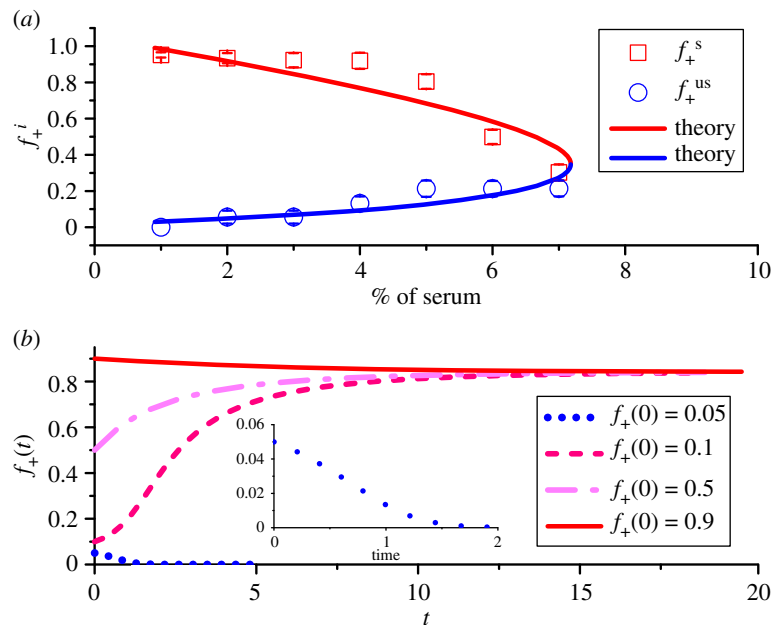 (a)
1.0
0.8
0.6
0.4
0.2
0
f₊ⁱ
f₊ˢ
f₊ᵘˢ
theory
theory
0 2 4 6 8 10
% of serum
(b)
0.8
0.6
0.4
0.2
0
f₊(t)
0.06
0.04
0.02
0
0 1 2
time
f₊(0) = 0.05
f₊(0) = 0.1
f₊(0) = 0.5
f₊(0) = 0.9
0 5 10 15 20
t